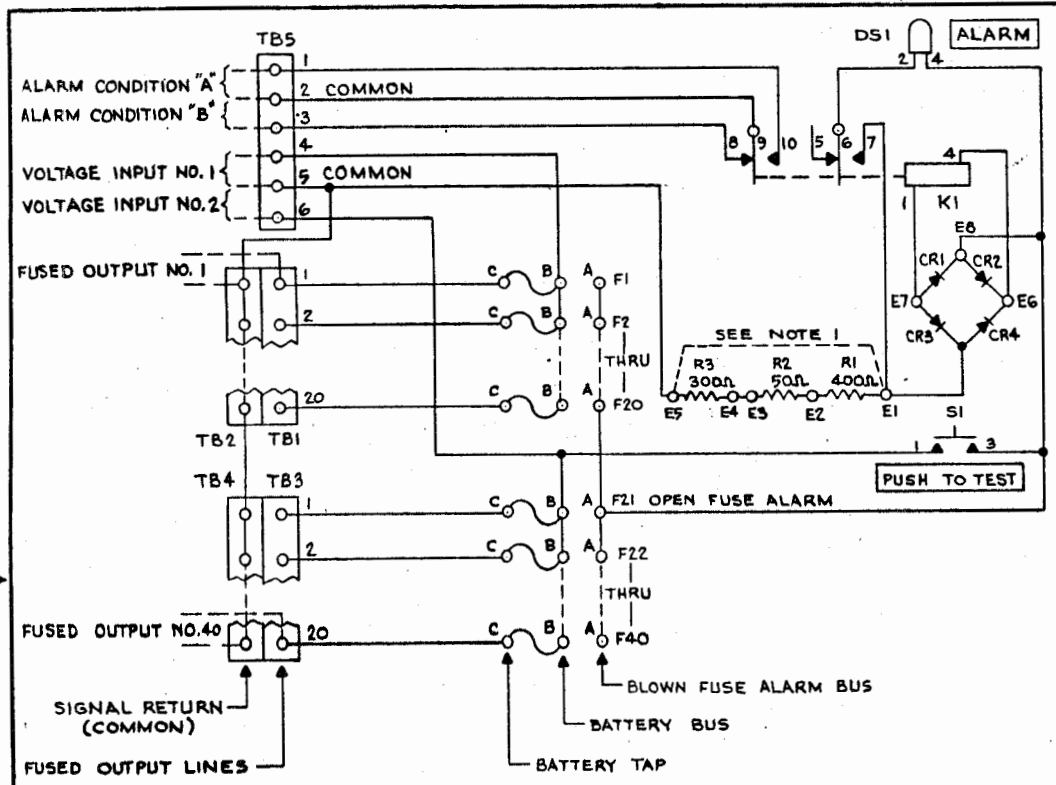 TB5
DS1
ALARM
2 4
ALARM CONDITION "A"
1
2 COMMON
ALARM CONDITION "B"
3
8 9 10
5 6 7
VOLTAGE INPUT NO. 1
4
5 COMMON
VOLTAGE INPUT NO. 2
6
4
1 K1
E8
CR1 CR2
E7 E6
CR3 CR4
FUSED OUTPUT NO. 1
1 C B A F1
2 C B A F2
THRU
20 C B A F20
TB2 TB1
SEE NOTE 1
R3 R2 R1
300Ω 50Ω 400Ω
E5 E4 E3 E2 E1
S1
1 3
PUSH TO TEST
TB4 TB3
1 C B A F21 OPEN FUSE ALARM
2 C B A F22
THRU
FUSED OUTPUT NO. 40
20 C B A F40
SIGNAL RETURN
(COMMON)
FUSED OUTPUT LINES
BLOWN FUSE ALARM BUS
BATTERY BUS
BATTERY TAP